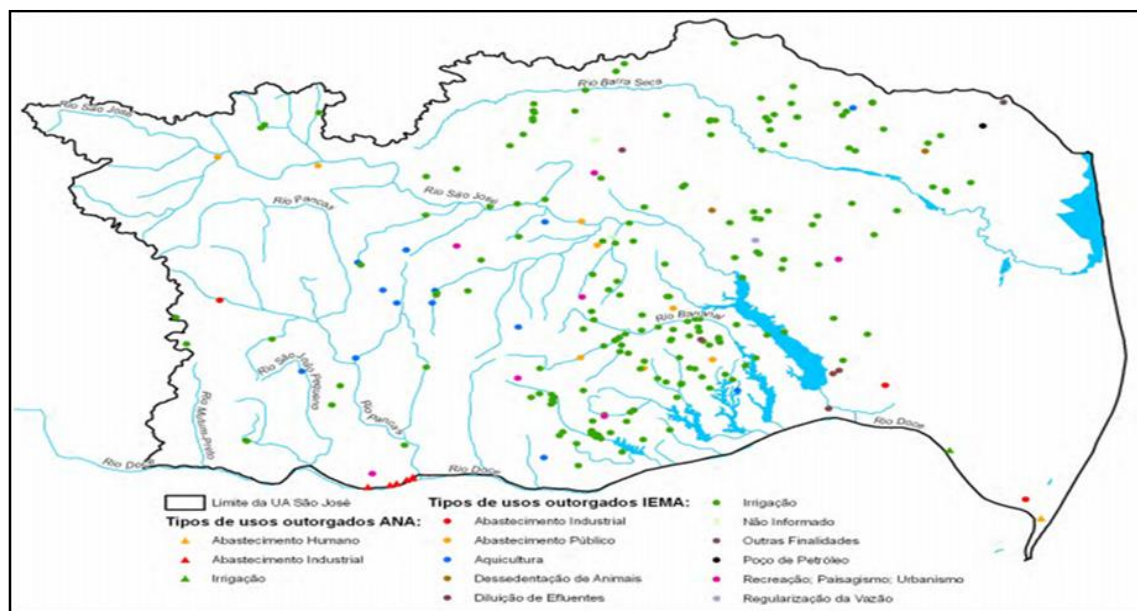 Rio Barra Seca
Rio São José
Rio Pancas
Rio São José
Rio Bananal
Rio São João Pequeno
Rio Mutum-Preto
Rio Pancas
Rio Doce
Rio Doce
Rio Doce
Limite da UA São José
Tipos de usos outorgados ANA:
Abastecimento Humano
Abastecimento Industrial
Irrigação
Tipos de usos outorgados IEMA:
Abastecimento Industrial
Abastecimento Público
Aquicultura
Dessedentação de Animais
Diluição de Efluentes
Irrigação
Não Informado
Outras Finalidades
Poço de Petróleo
Recreação; Paisagismo; Urbanismo
Regularização da Vazão